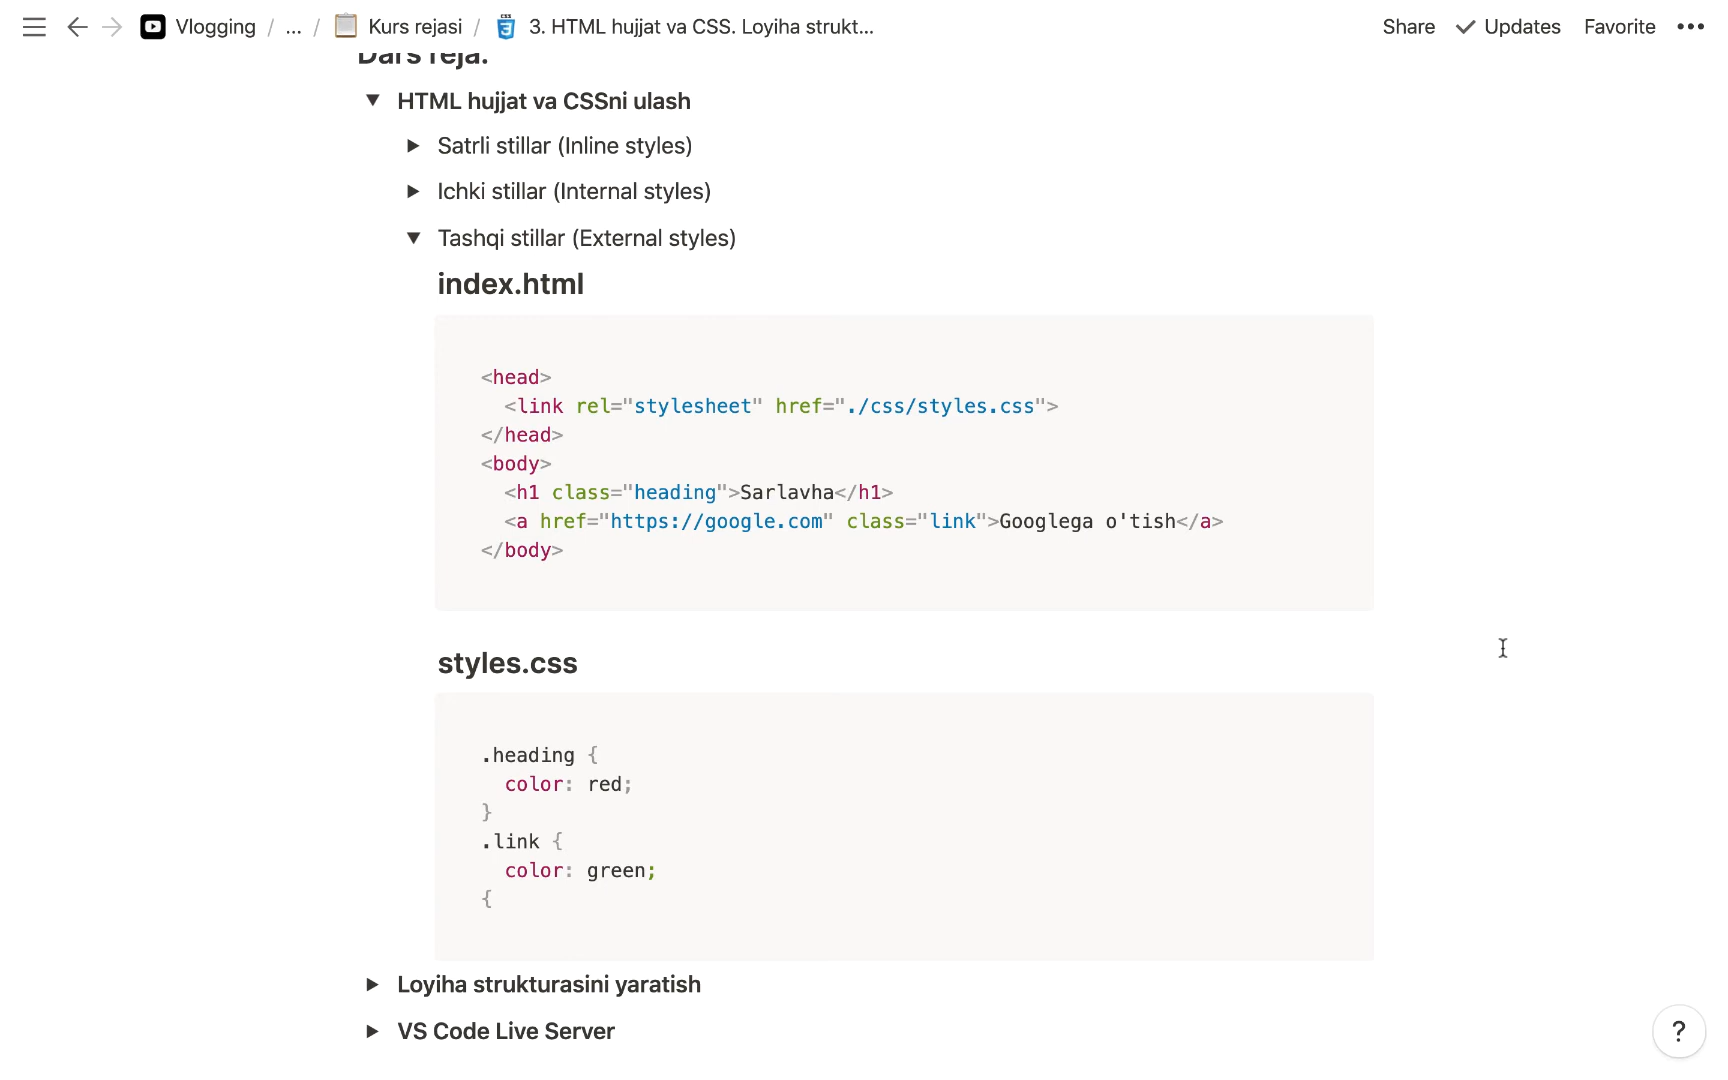 Vlogging / ... / Kurs rejasi / 3. HTML hujjat va CSS. Loyiha strukt...
Share Updates Favorite
Dars reja:
HTML hujjat va CSSni ulash
Satrli stillar (Inline styles)
Ichki stillar (Internal styles)
Tashqi stillar (External styles)
index.html
<head>
  <link rel="stylesheet" href="./css/styles.css">
</head>
<body>
  <h1 class="heading">Sarlavha</h1>
  <a href="https://google.com" class="link">Googlega o'tish</a>
</body>
styles.css
.heading {
  color: red;
}
.link {
  color: green;
{
Loyiha strukturasini yaratish
VS Code Live Server
?